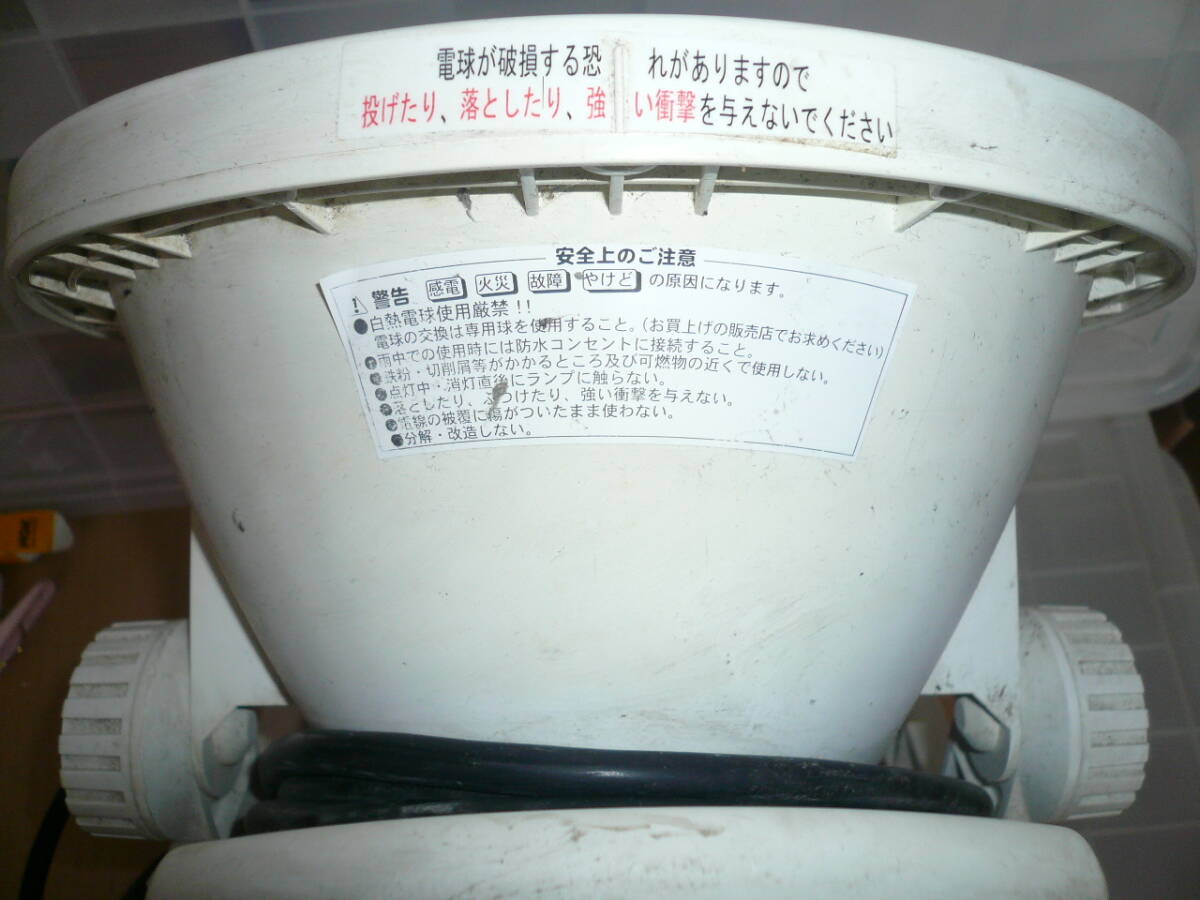 電球が破損する恐れがありますので
投げたり、落としたり、強い衝撃を与えないでください
安全上のご注意
警告 感電 火災 故障 やけど の原因になります。
●白熱電球使用厳禁!!
電球の交換は専用球を使用すること。(お買上げの販売店でお求めください)
●雨中での使用時には防水コンセントに接続すること。
●鉄粉・切削屑等がかかるところ及び可燃物の近くで使用しない。
●点灯中・消灯直後にランプに触らない。
●落としたり、ぶつけたり、強い衝撃を与えない。
●電線の被覆に傷がついたまま使わない。
●分解・改造しない。